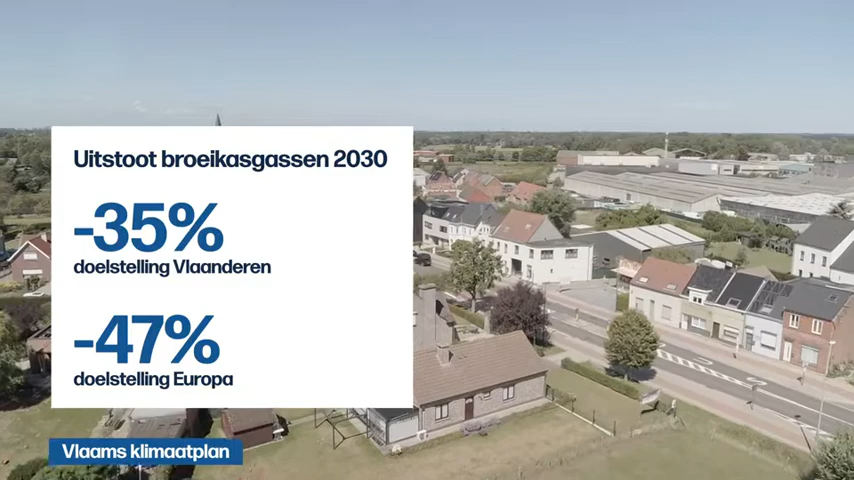 Uitstoot broeikasgassen 2030
-35%
doelstelling Vlaanderen
-47%
doelstelling Europa
Vlaams klimaatplan